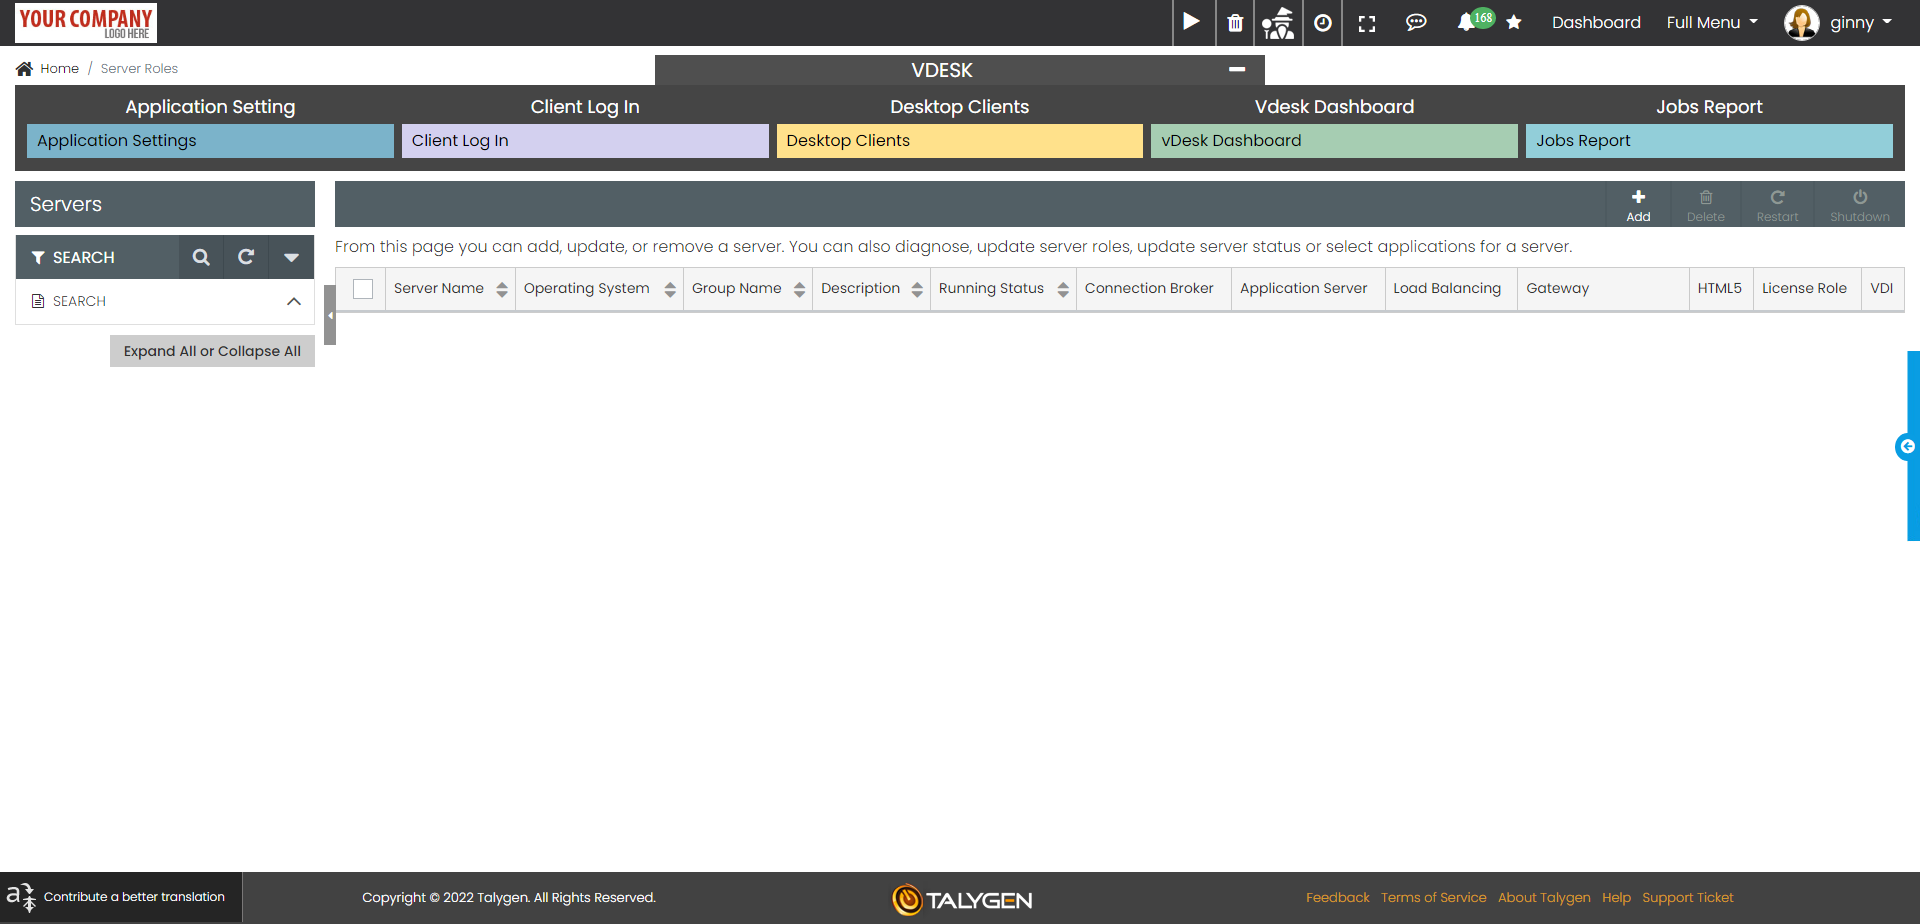 YOUR COMPANY
LOGO HERE
168
Dashboard
Full Menu
ginny
Home / Server Roles
VDESK
Application Setting
Client Log In
Desktop Clients
Vdesk Dashboard
Jobs Report
Application Settings
Client Log In
Desktop Clients
vDesk Dashboard
Jobs Report
Servers
Add
Delete
Restart
Shutdown
SEARCH
SEARCH
Expand All or Collapse All
From this page you can add, update, or remove a server. You can also diagnose, update server roles, update server status or select applications for a server.
Server Name
Operating System
Group Name
Description
Running Status
Connection Broker
Application Server
Load Balancing
Gateway
HTML5
License Role
VDI
Contribute a better translation
Copyright © 2022 Talygen. All Rights Reserved.
TALYGEN
Feedback
Terms of Service
About Talygen
Help
Support Ticket